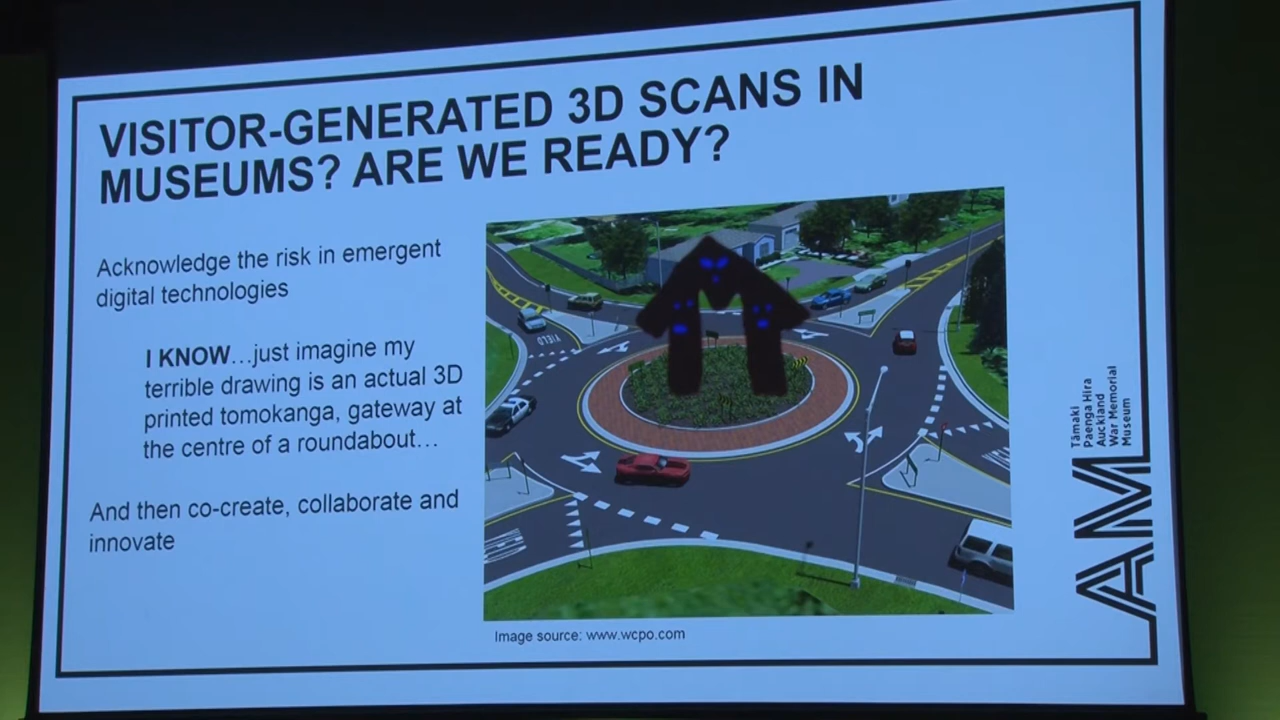 VISITOR-GENERATED 3D SCANS IN
MUSEUMS? ARE WE READY?
Acknowledge the risk in emergent
digital technologies
I KNOW…just imagine my
terrible drawing is an actual 3D
printed tomokanga, gateway at
the centre of a roundabout…
And then co-create, collaborate and
innovate
YIELD
Image source: www.wcpo.com
Tāmaki
Paenga Hira
Auckland
War Memorial
Museum
AM